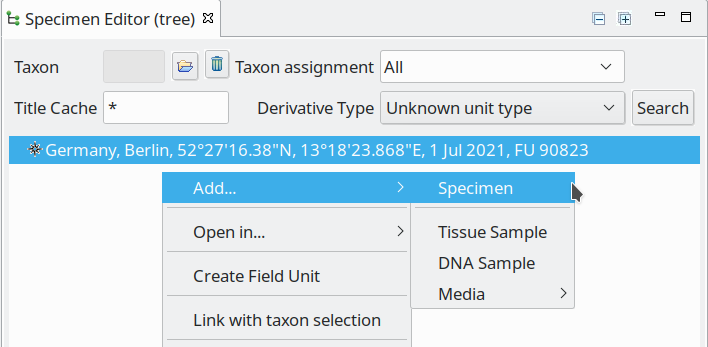 Specimen Editor (tree)
Taxon
Taxon assignment All
Title Cache *
Derivative Type Unknown unit type
Search
Germany, Berlin, 52°27'16.38"N, 13°18'23.868"E, 1 Jul 2021, FU 90823
Add...
Open in...
Create Field Unit
Link with taxon selection
Specimen
Tissue Sample
DNA Sample
Media